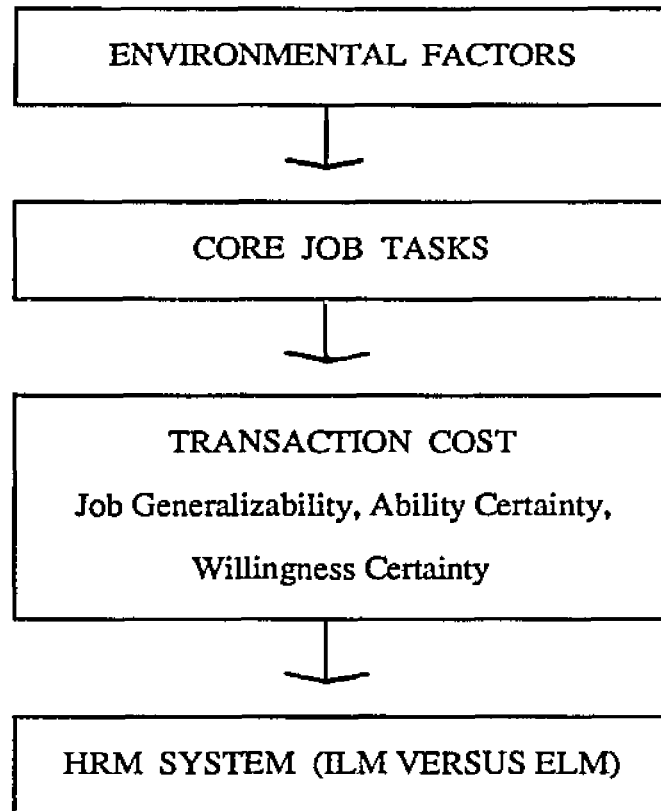 ENVIRONMENTAL FACTORS
CORE JOB TASKS
TRANSACTION COST
Job Generalizability, Ability Certainty,
Willingness Certainty
HRM SYSTEM (ILM VERSUS ELM)